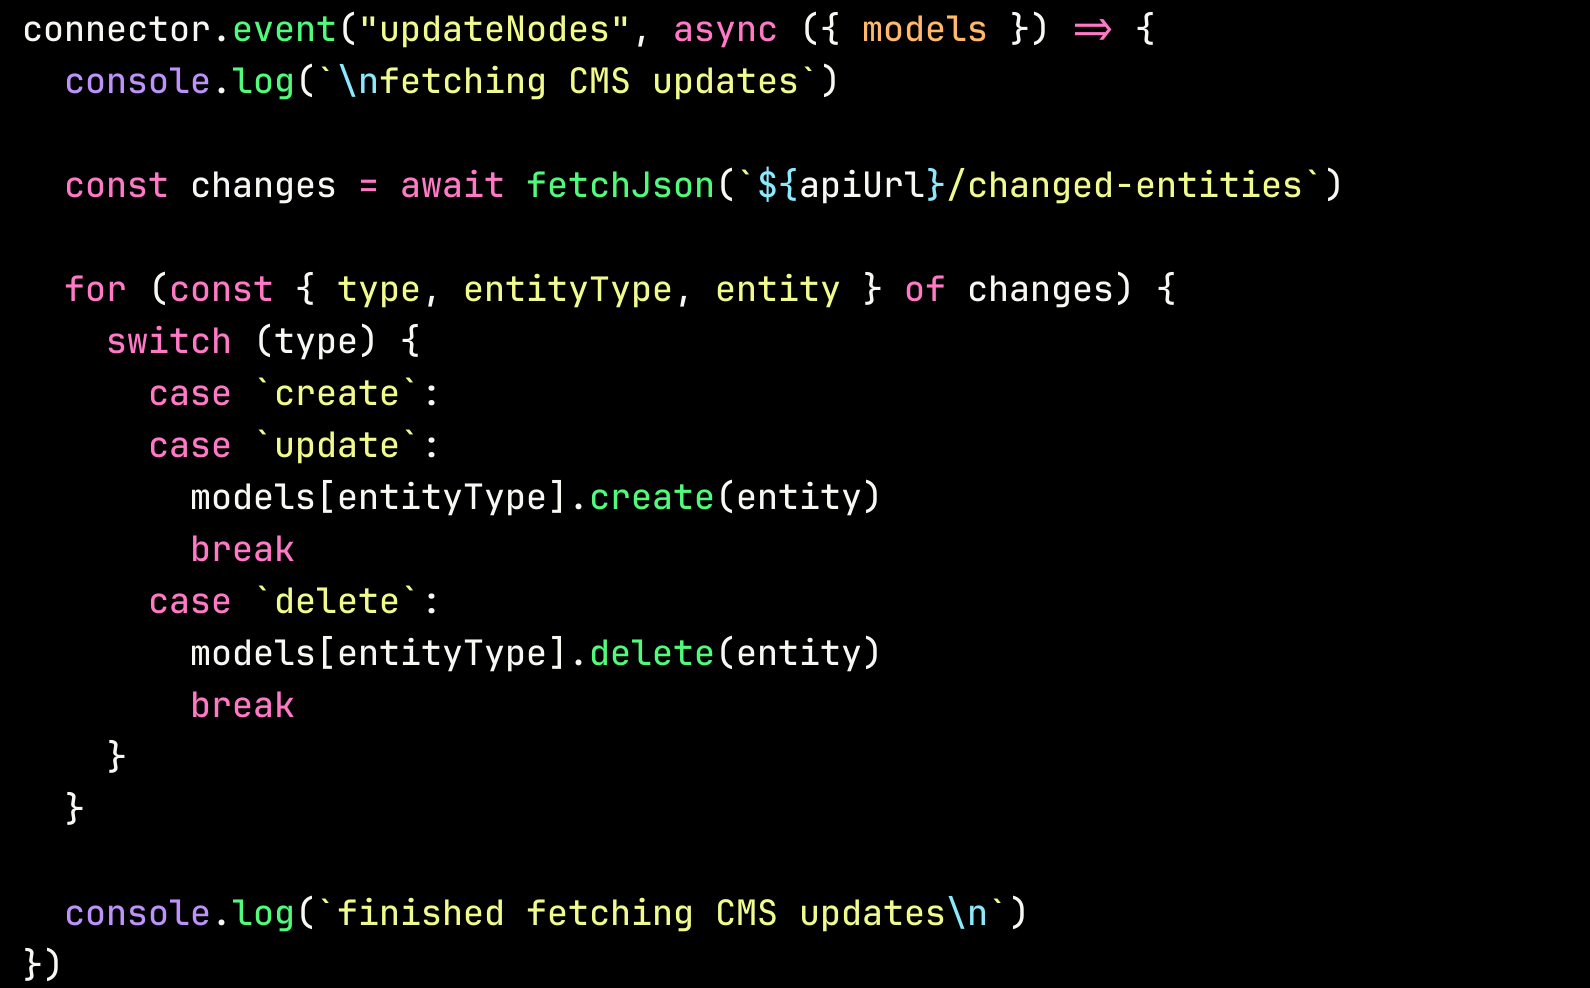 connector.event("updateNodes", async ({ models }) => {
  console.log(`\nfetching CMS updates`)

  const changes = await fetchJson(`${apiUrl}/changed-entities`)

  for (const { type, entityType, entity } of changes) {
    switch (type) {
      case `create`:
      case `update`:
        models[entityType].create(entity)
        break
      case `delete`:
        models[entityType].delete(entity)
        break
    }
  }

  console.log(`finished fetching CMS updates\n`)
})